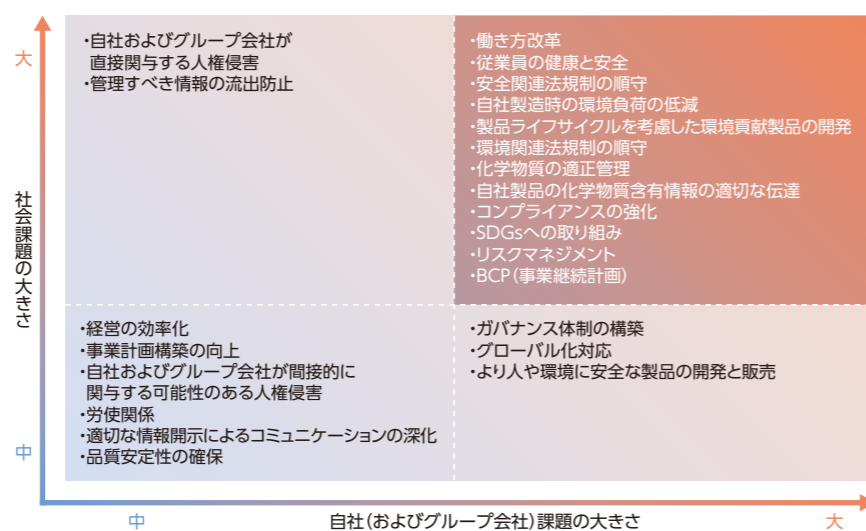 大
・自社およびグループ会社が
直接関与する人権侵害
・管理すべき情報の流出防止
・働き方改革
・従業員の健康と安全
・安全関連法規制の順守
・自社製造時の環境負荷の低減
・製品ライフサイクルを考慮した環境貢献製品の開発
・環境関連法規制の順守
・化学物質の適正管理
・自社製品の化学物質含有情報の適切な伝達
・コンプライアンスの強化
・SDGsへの取り組み
・リスクマネジメント
・BCP（事業継続計画）
社会課題の大きさ
・経営の効率化
・事業計画構築の向上
・自社およびグループ会社が間接的に
関与する可能性のある人権侵害
・労使関係
・適切な情報開示によるコミュニケーションの深化
・品質安定性の確保
・ガバナンス体制の構築
・グローバル化対応
・より人や環境に安全な製品の開発と販売
中
中
自社（およびグループ会社）課題の大きさ
大